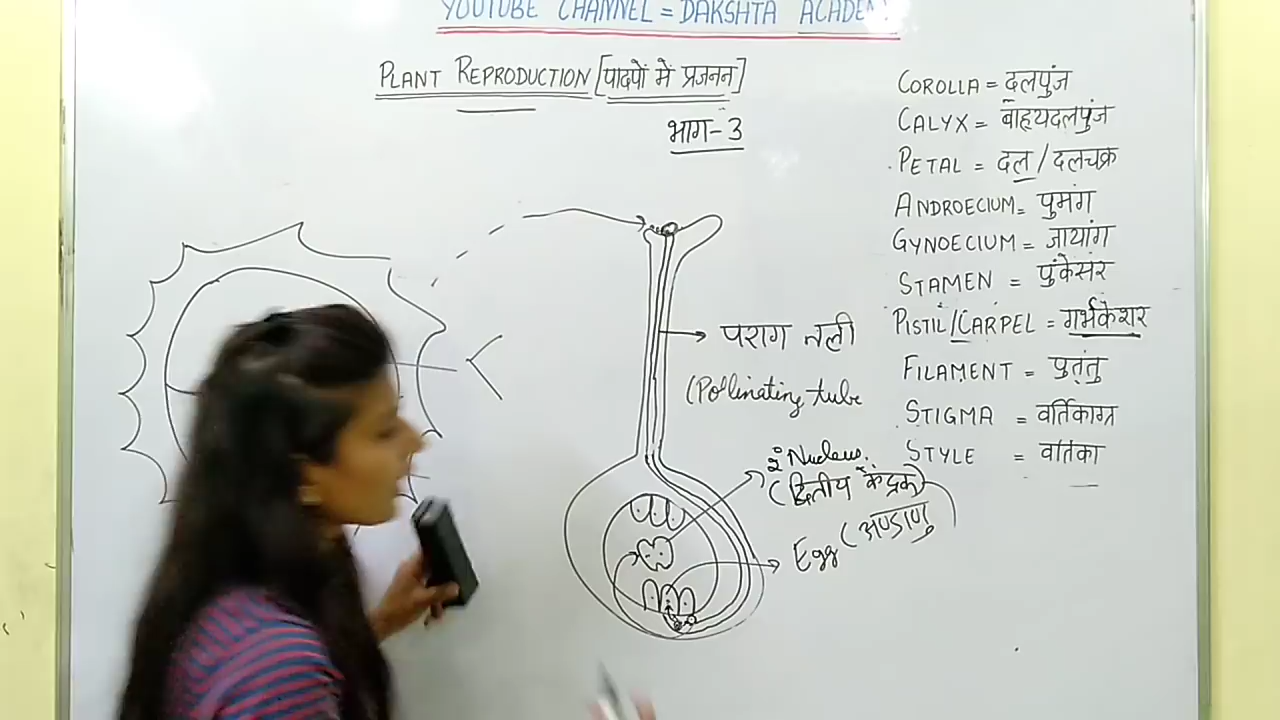 YOUTUBE CHANNEL = DAKSHTA ACADEM
PLANT REPRODUCTION [पादपों में प्रजनन]
भाग-3
COROLLA = दलपुंज
CALYX = बाह्यदलपुंज
PETAL = दल/दलचक्र
ANDROECIUM = पुमंग
GYNOECIUM = जायांग
STAMEN = पुंकेसर
PISTIL/CARPEL = गर्भकेशर
FILAMENT = पुतंतु
STIGMA = वर्तिकाग्र
STYLE = वर्तिका
पराग नली
(Pollinating tube
2° Nucleus.
(द्वितीय केंद्रक)
Egg (अण्डाणु)